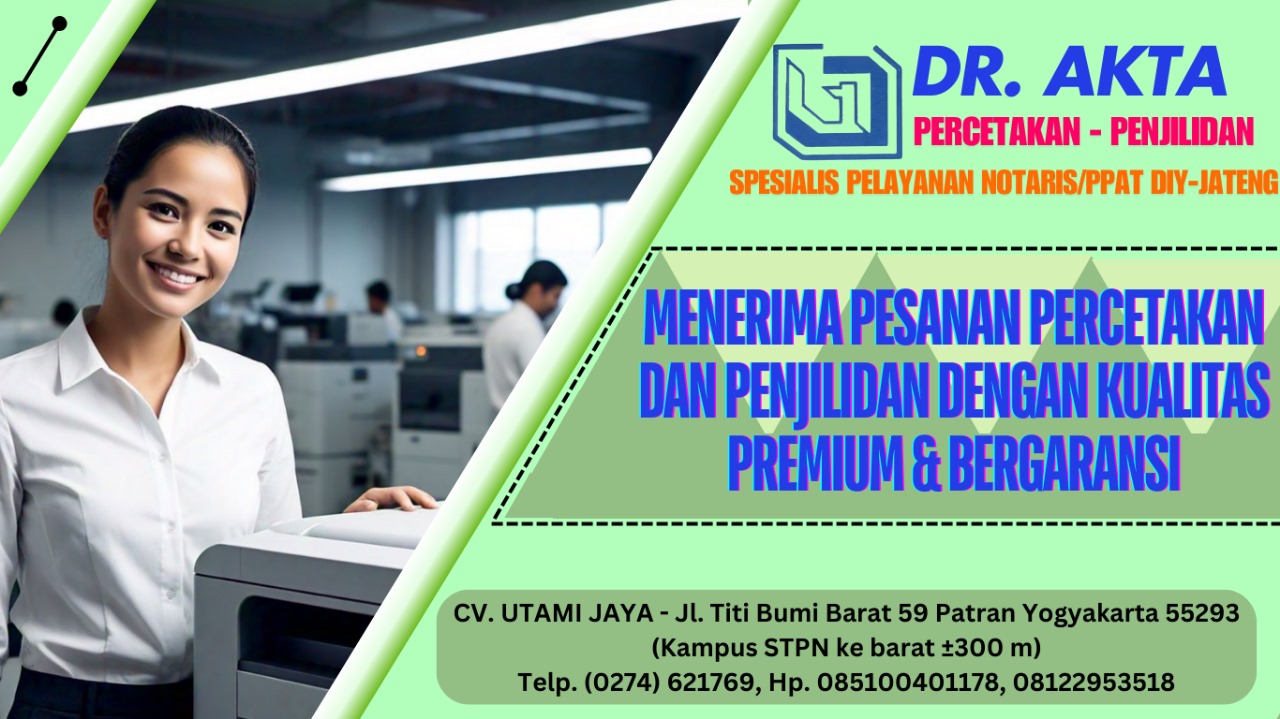 DR. AKTA
PERCETAKAN - PENJILIDAN
SPESIALIS PELAYANAN NOTARIS/PPAT DIY-JATENG
MENERIMA PESANAN PERCETAKAN
DAN PENJILIDAN DENGAN KUALITAS
PREMIUM & BERGARANSI
CV. UTAMI JAYA - Jl. Titi Bumi Barat 59 Patran Yogyakarta 55293
(Kampus STPN ke barat ±300 m)
Telp. (0274) 621769, Hp. 085100401178, 08122953518